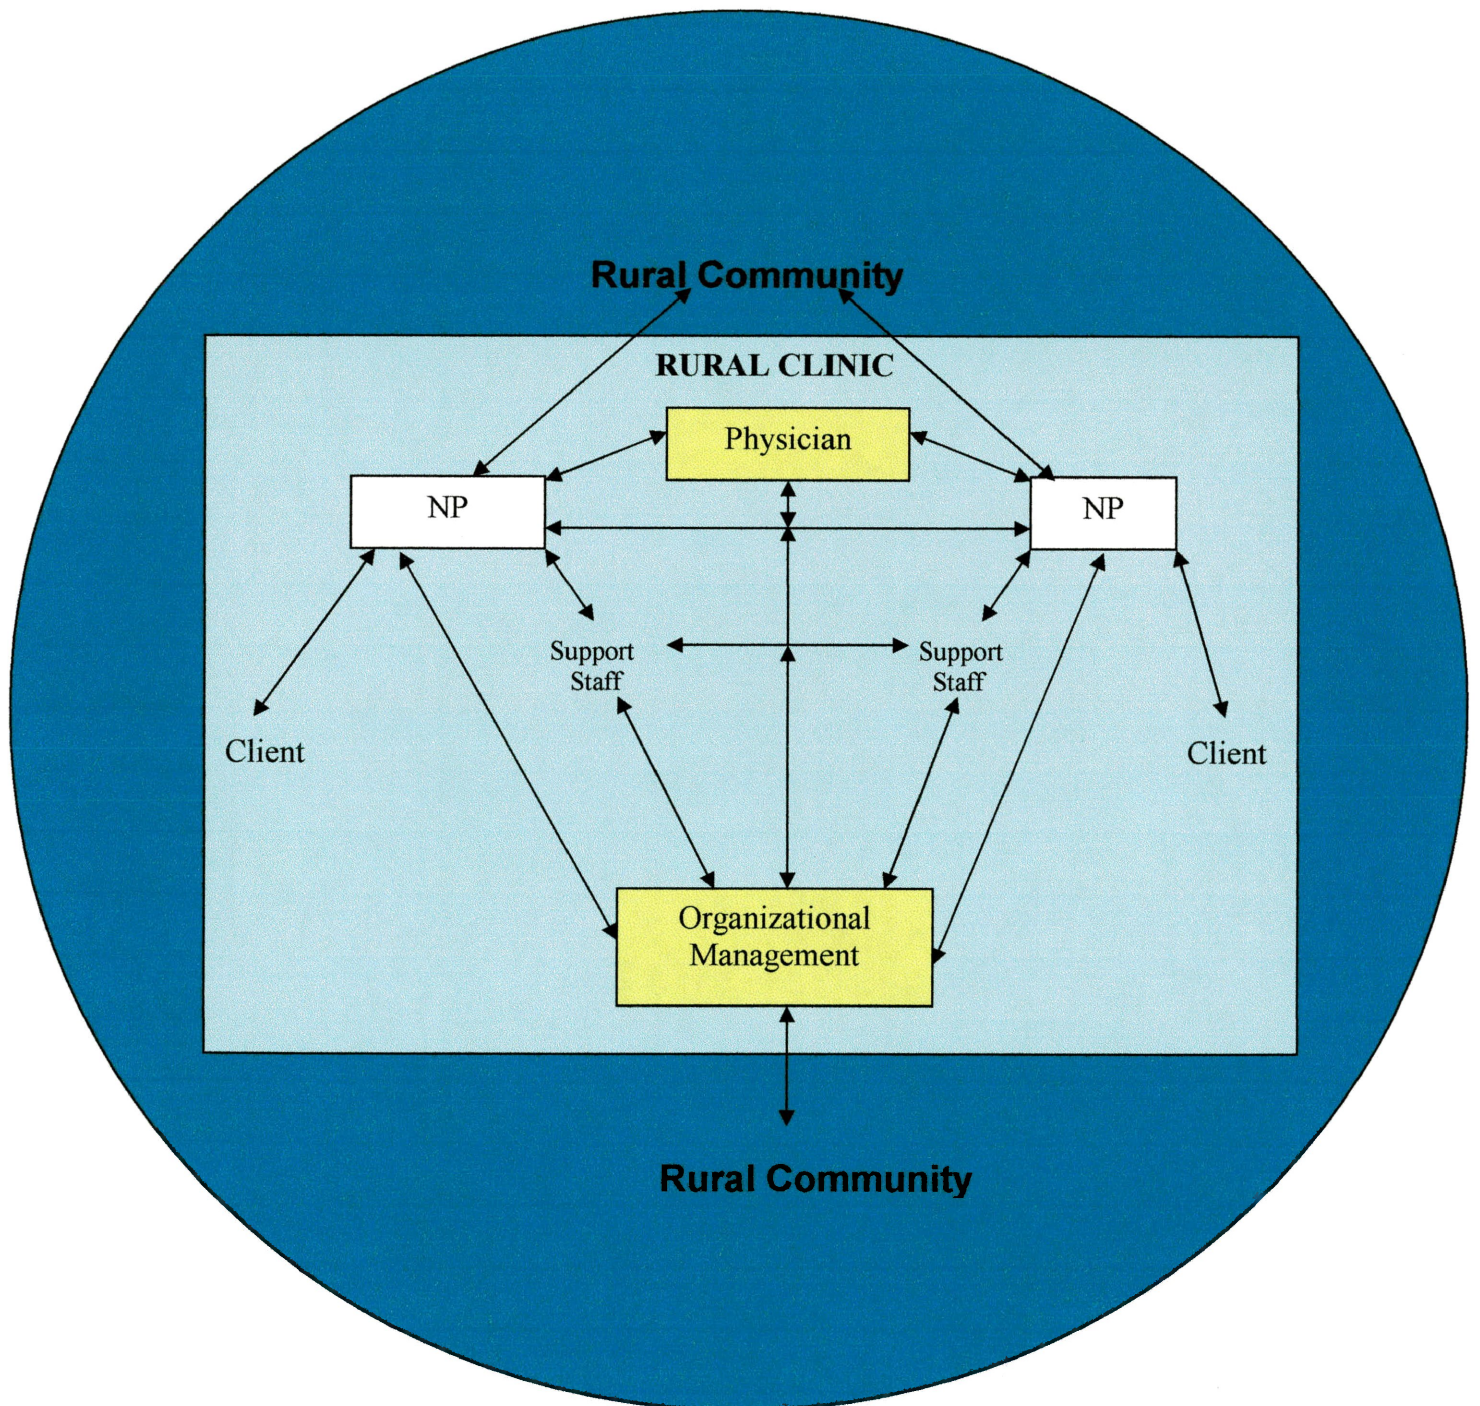 Rural Community
RURAL CLINIC
Physician
NP
NP
Support
Staff
Support
Staff
Client
Client
Organizational
Management
Rural Community